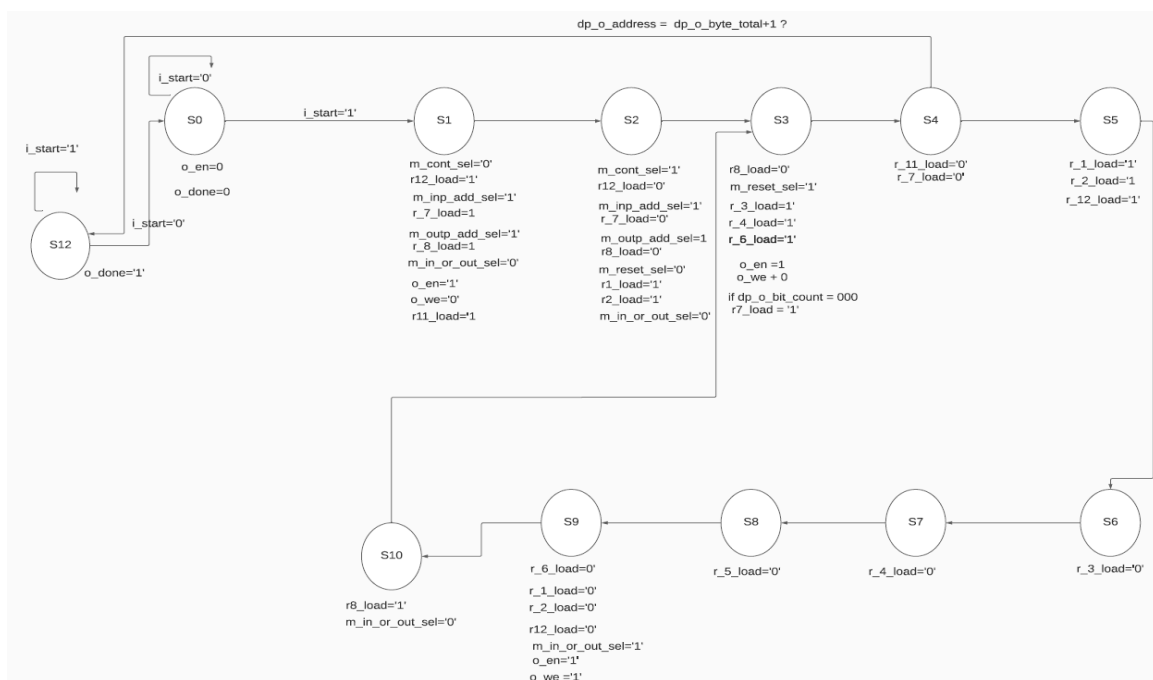 dp_o_address = dp_o_byte_total+1 ?
i_start='0'
S0
i_start='1'
S1
S2
S3
S4
S5
i_start='1'
o_en=0
o_done=0
i_start='0'
S12
o_done='1'
m_cont_sel='0'
r12_load='1'
m_inp_add_sel='1'
r_7_load=1
m_outp_add_sel='1'
r_8_load=1
m_in_or_out_sel='0'
o_en='1'
o_we='0'
r11_load='1
m_cont_sel='1'
r12_load='0'
m_inp_add_sel='1'
r_7_load='0'
m_outp_add_sel=1
r8_load='0'
m_reset_sel='0'
r1_load='1'
r2_load='1'
m_in_or_out_sel='0'
r8_load='0'
m_reset_sel='1'
r_3_load=1'
r_4_load='1'
r_6_load='1'
o_en =1
o_we + 0
if dp_o_bit_count = 000
r7_load = '1'
r_11_load='0'
r_7_load='0'
r_1_load='1'
r_2_load='1
r_12_load='1'
S10
S9
S8
S7
S6
r8_load='1'
m_in_or_out_sel='0'
r_6_load=0'
r_1_load='0'
r_2_load='0'
r12_load='0'
m_in_or_out_sel='1'
o_en='1'
o_we ='1'
r_5_load='0'
r_4_load='0'
r_3_load='0'